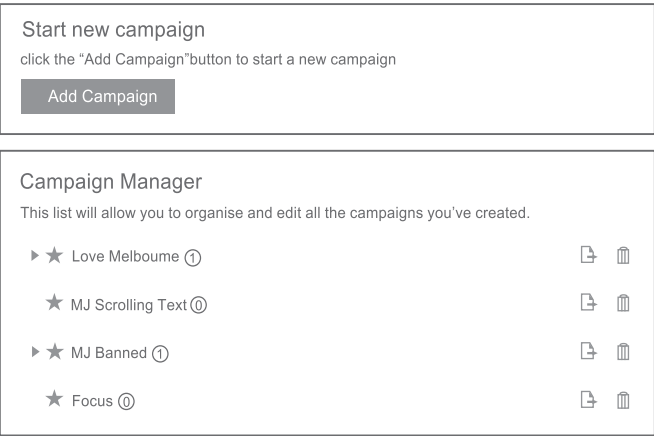 Start new campaign
click the “Add Campaign”button to start a new campaign
Add Campaign
Campaign Manager
This list will allow you to organise and edit all the campaigns you’ve created.
Love Melboume 1
MJ Scrolling Text 0
MJ Banned 1
Focus 0